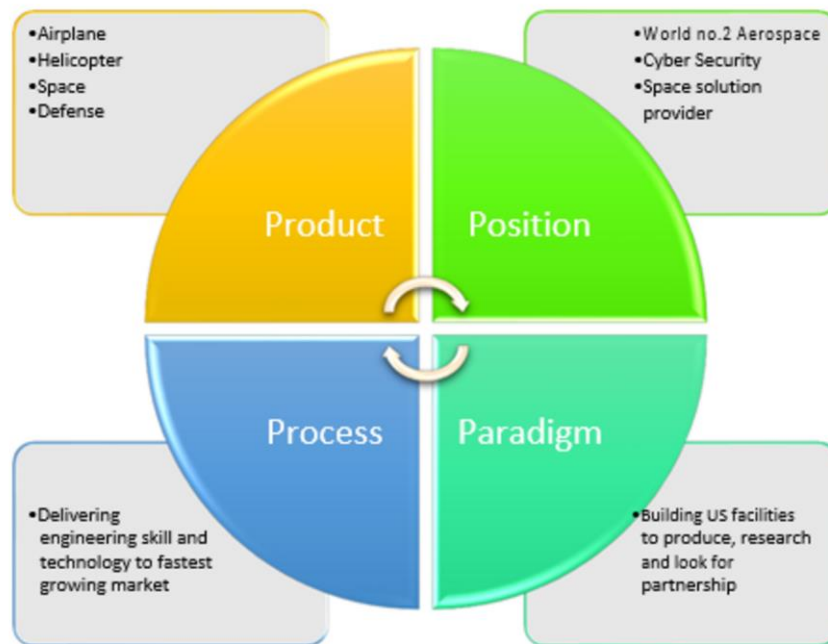 •Airplane
•Helicopter
•Space
•Defense
•World no.2 Aerospace
•Cyber Security
•Space solution
provider
Product
Position
Process
Paradigm
•Delivering
engineering skill and
technology to fastest
growing market
•Building US facilities
to produce, research
and look for
partnership